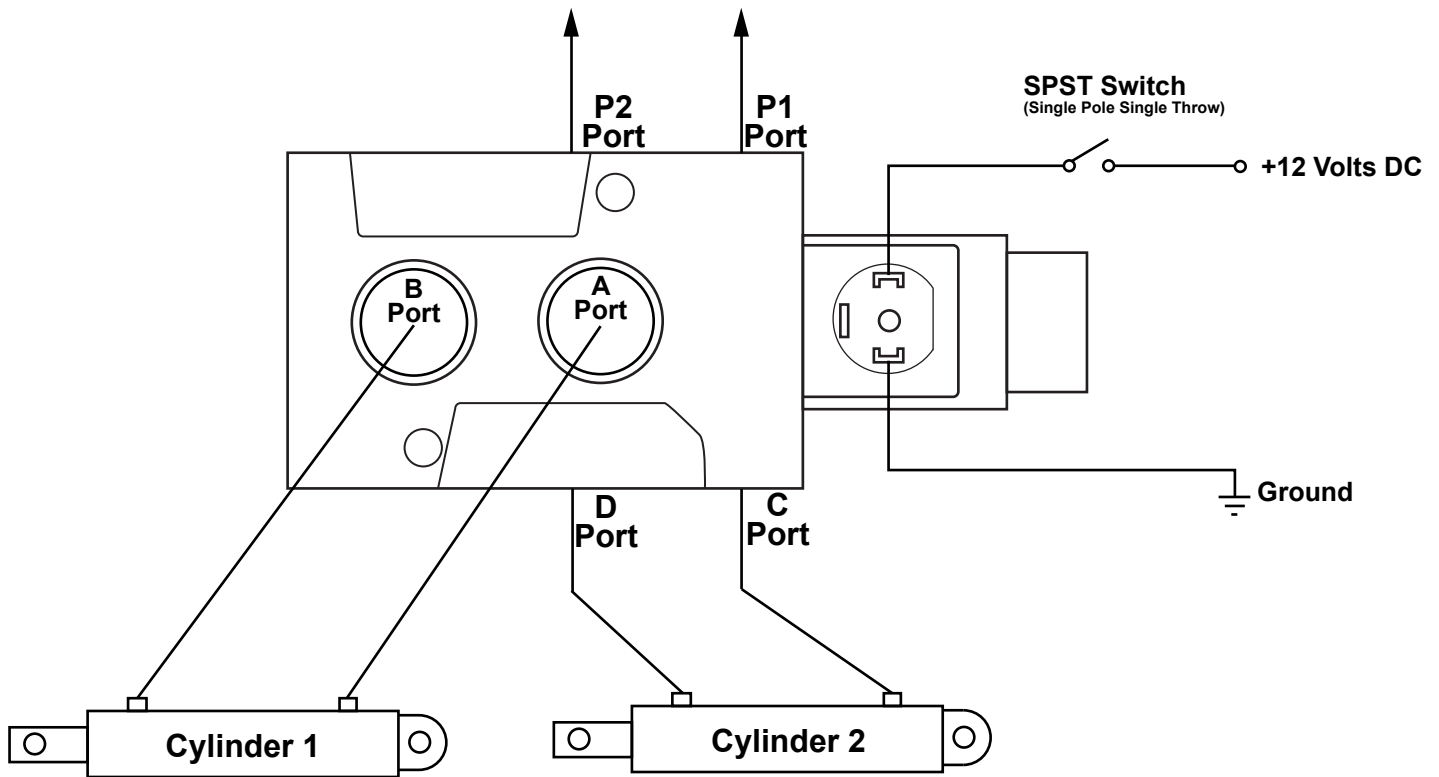 P2
Port
P1
Port
SPST Switch
(Single Pole Single Throw)
+12 Volts DC
B
Port
A
Port
D
Port
C
Port
Ground
Cylinder 1
Cylinder 2